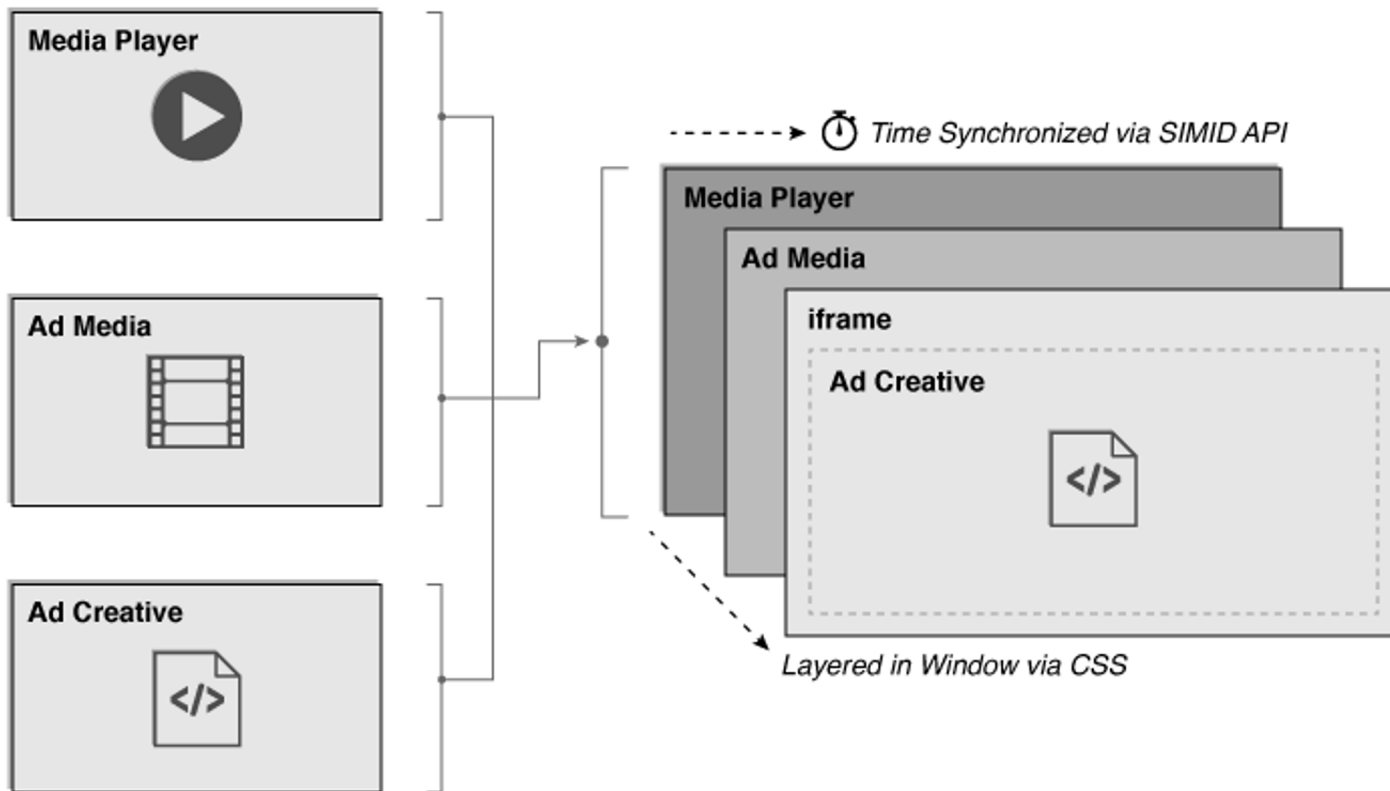 Media Player
Ad Media
Ad Creative
</>
Time Synchronized via SIMID API
Media Player
Ad Media
iframe
Ad Creative
</>
Layered in Window via CSS